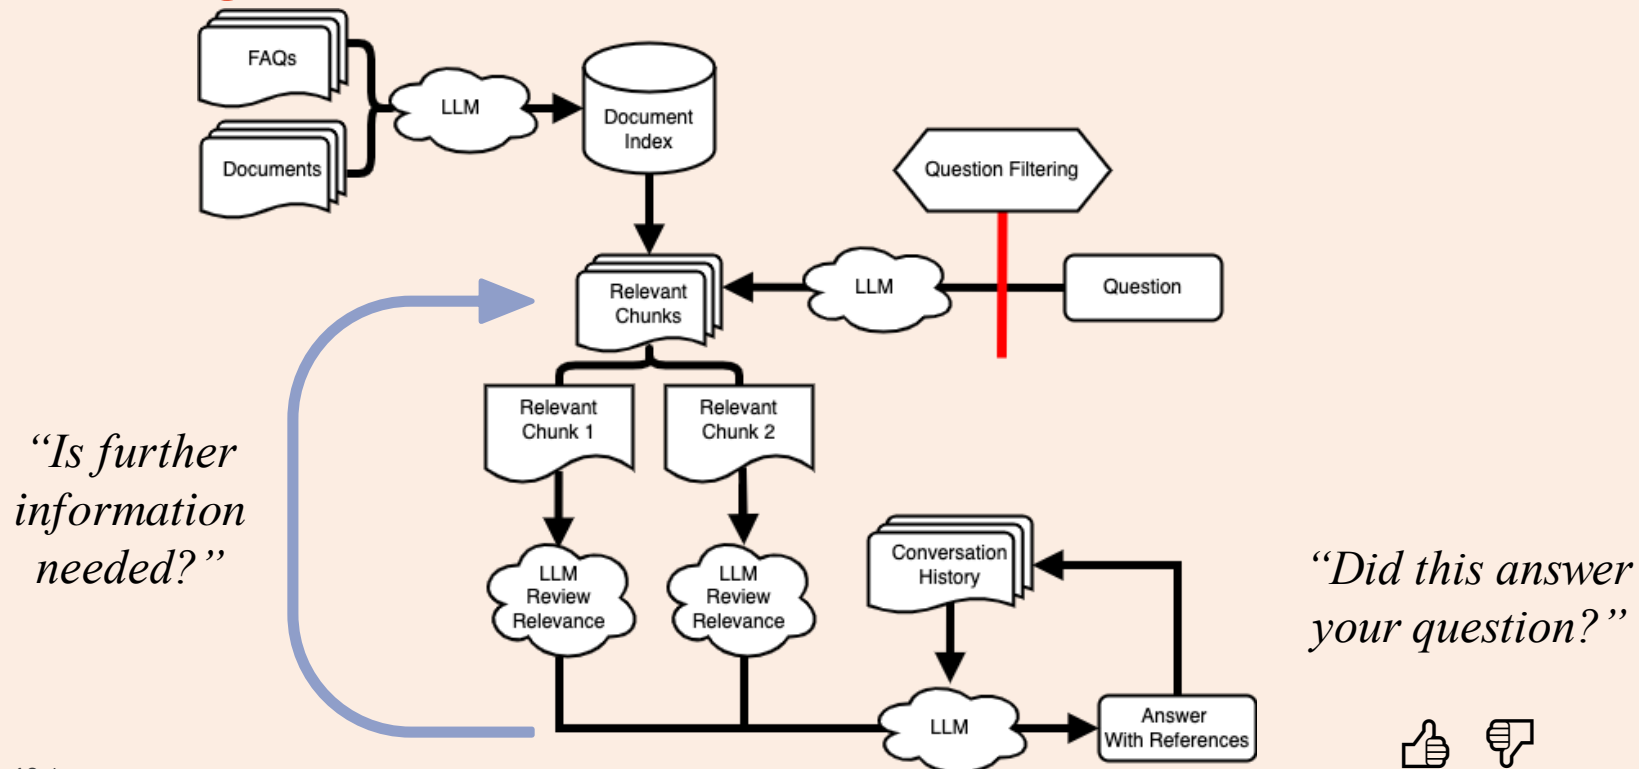 FAQs
LLM
Document
Index
Documents
Question Filtering
Relevant
Chunks
LLM
Question
Relevant
Chunk 1
Relevant
Chunk 2
“Is further
information
needed?”
LLM
Review
Relevance
LLM
Review
Relevance
Conversation
History
“Did this answer
your question?”
LLM
Answer
With References